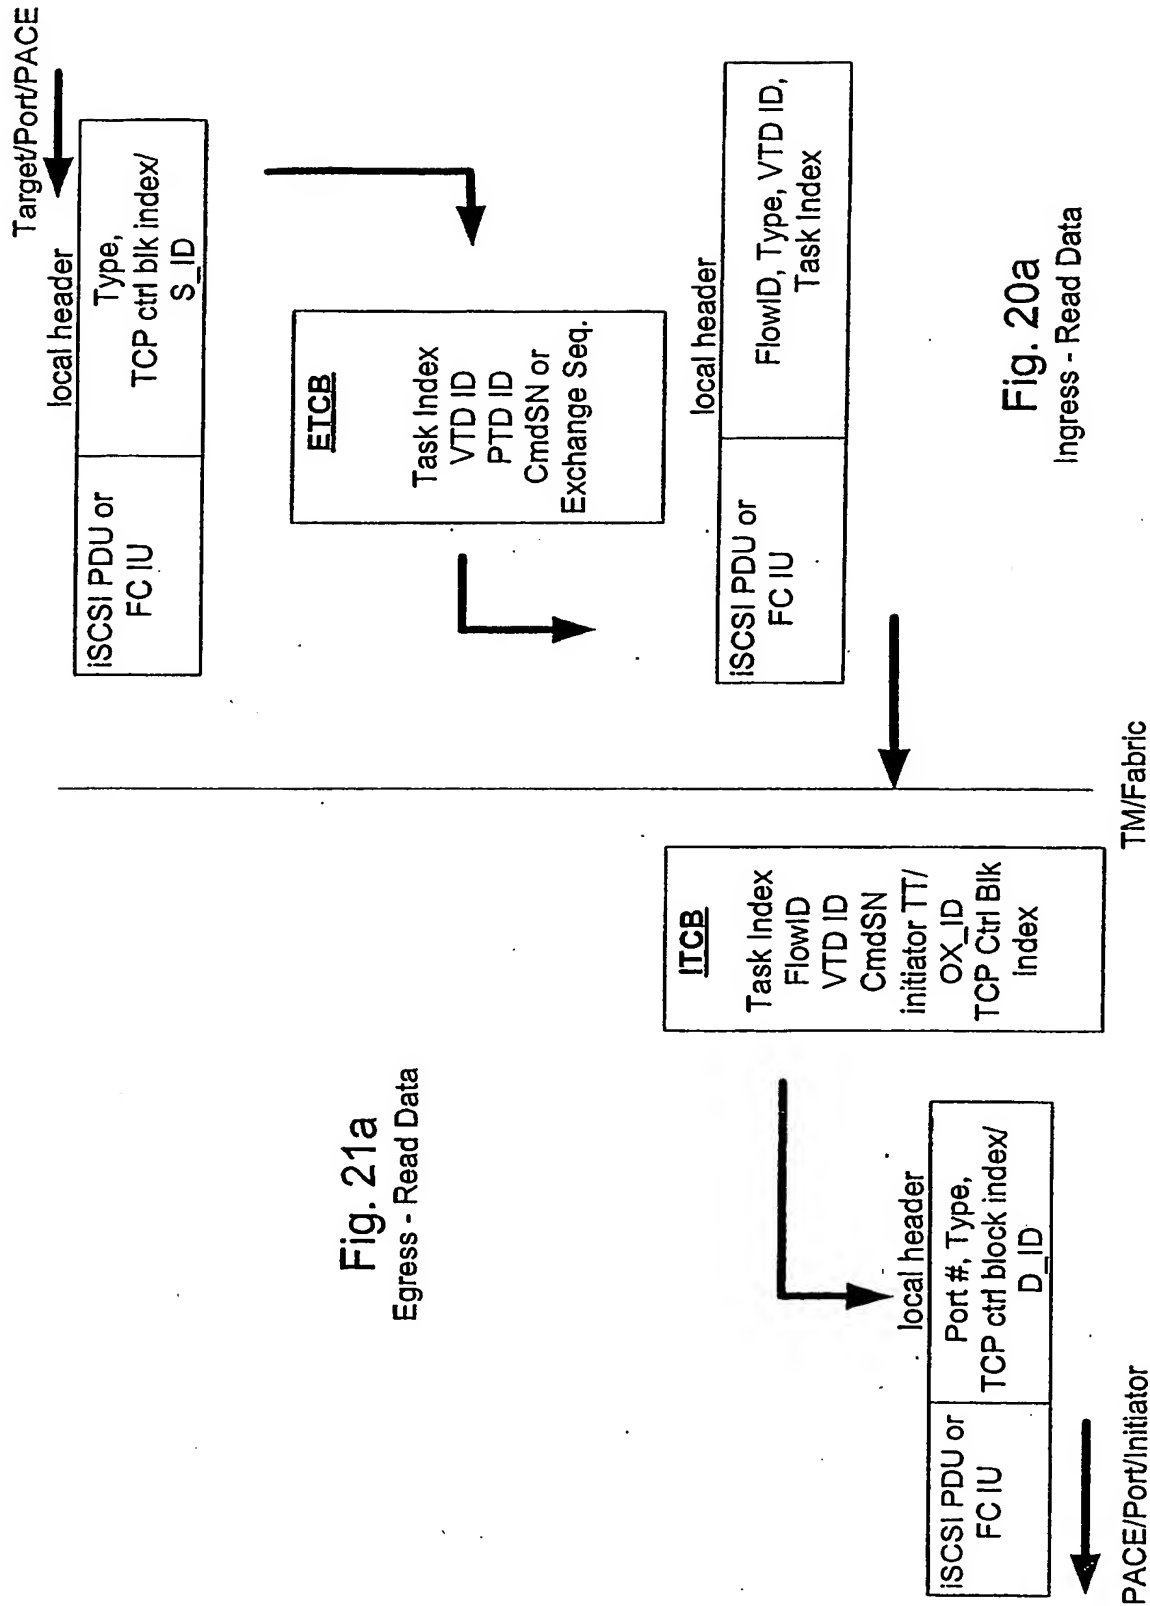 Target/Port/PACE
local header
iSCSI PDU or
FC IU
Type,
TCP ctrl blk index/
S_ID
ETCB
Task Index
VTD ID
PTD ID
CmdSN or
Exchange Seq.
local header
iSCSI PDU or
FC IU
FlowID, Type, VTD ID,
Task Index
Fig. 20a
Ingress - Read Data
TM/Fabric
Fig. 21a
Egress - Read Data
ITCB
Task Index
FlowID
VTD ID
CmdSN
initiator TT/
OX_ID
TCP Ctrl Blk
Index
local header
iSCSI PDU or
FC IU
Port #, Type,
TCP ctrl block index/
D_ID
PACE/Port/Initiator